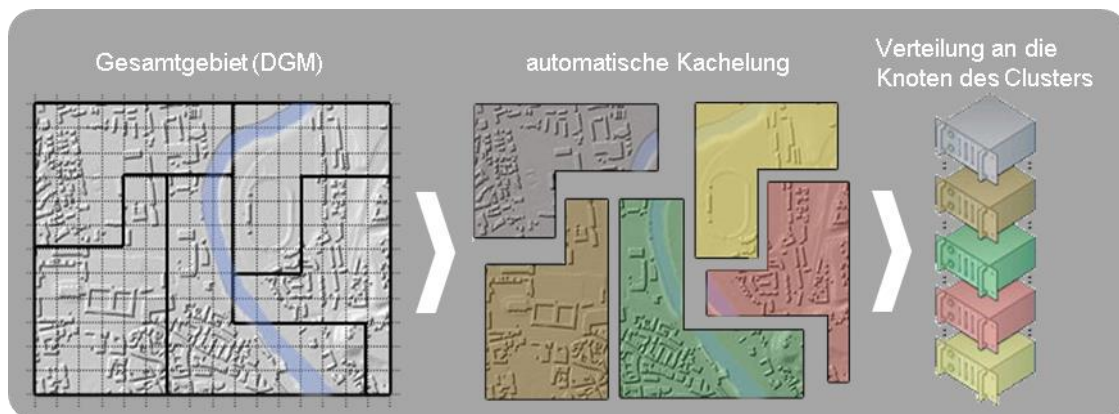 Gesamtgebiet (DGM)
automatische Kachelung
Verteilung an die
Knoten des Clusters